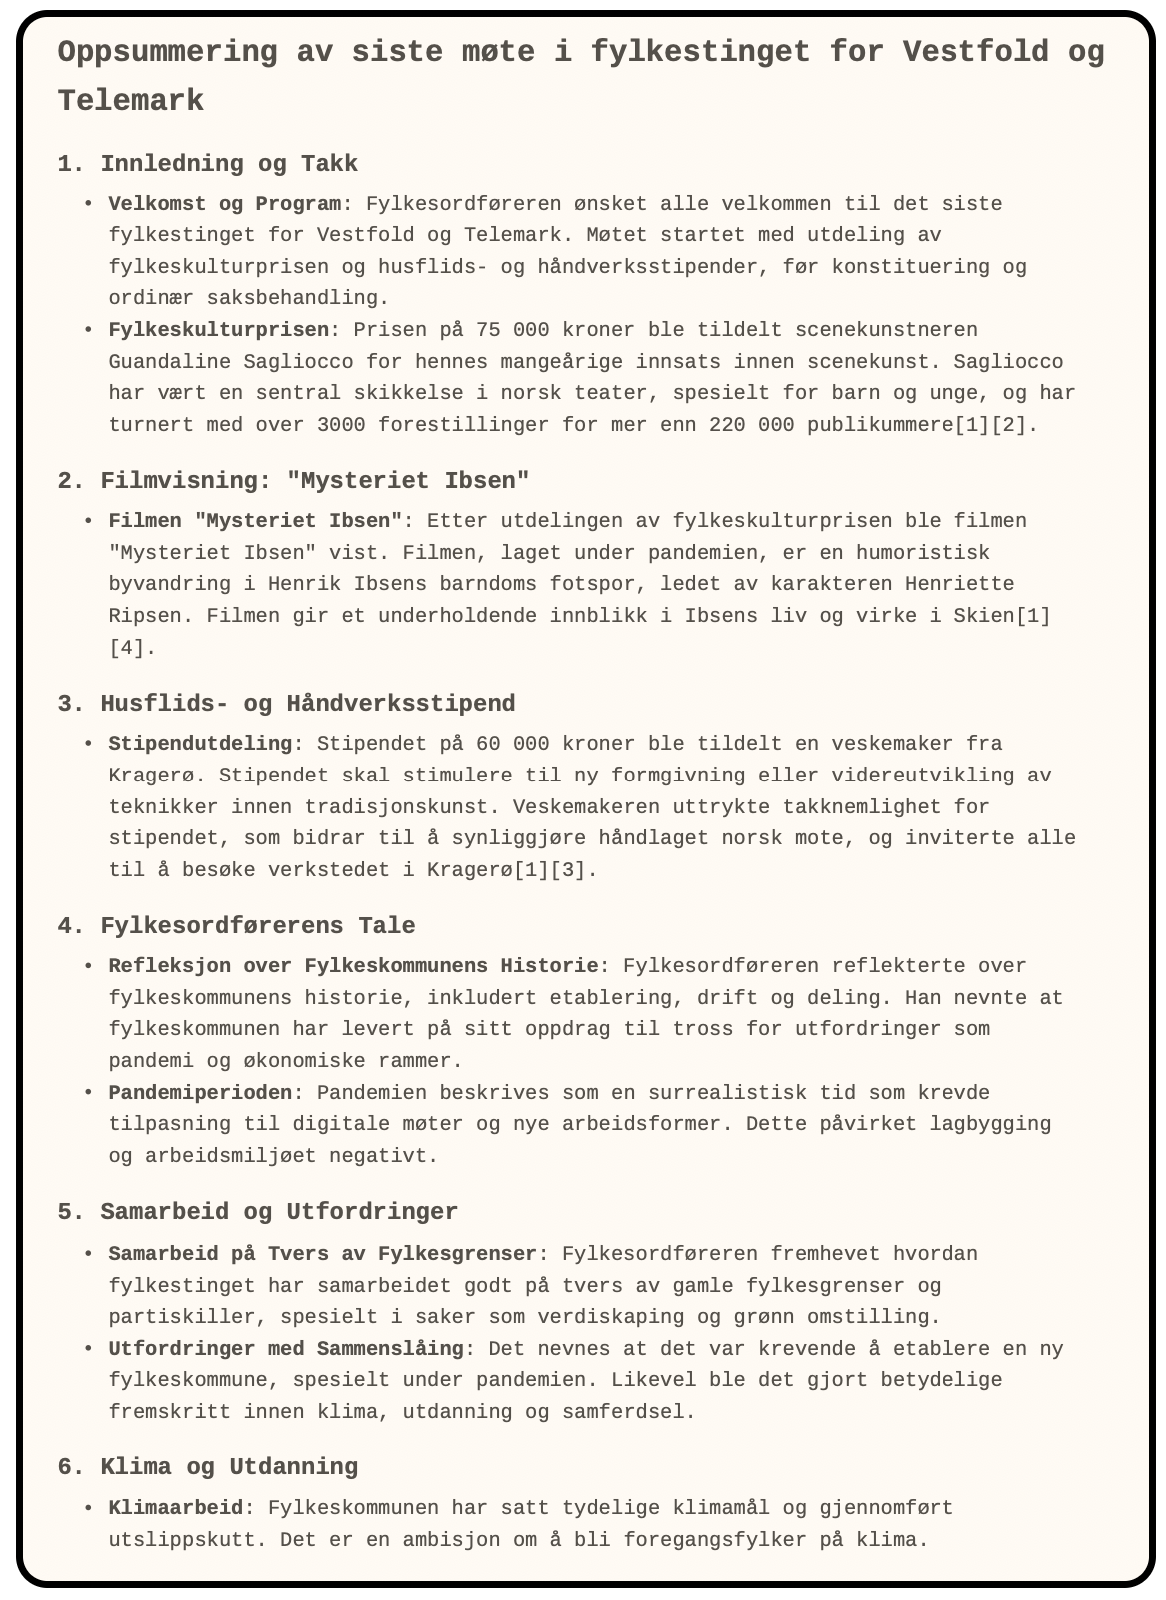 Oppsummering av siste møte i fylkestinget for Vestfold og
Telemark
1. Innledning og Takk
• Velkomst og Program: Fylkesordføreren ønsket alle velkommen til det siste
fylkestinget for Vestfold og Telemark. Møtet startet med utdeling av
fylkeskulturprisen og husflids- og håndverksstipender, før konstituering og
ordinær saksbehandling.
• Fylkeskulturprisen: Prisen på 75 000 kroner ble tildelt scenekunstneren
Guandaline Sagliocco for hennes mangeårige innsats innen scenekunst. Sagliocco
har vært en sentral skikkelse i norsk teater, spesielt for barn og unge, og har
turnert med over 3000 forestillinger for mer enn 220 000 publikummere[1][2].
2. Filmvisning: "Mysteriet Ibsen"
• Filmen "Mysteriet Ibsen": Etter utdelingen av fylkeskulturprisen ble filmen
"Mysteriet Ibsen" vist. Filmen, laget under pandemien, er en humoristisk
byvandring i Henrik Ibsens barndoms fotspor, ledet av karakteren Henriette
Ripsen. Filmen gir et underholdende innblikk i Ibsens liv og virke i Skien[1]
[4].
3. Husflids- og Håndverksstipend
• Stipendutdeling: Stipendet på 60 000 kroner ble tildelt en veskemaker fra
Kragerø. Stipendet skal stimulere til ny formgivning eller videreutvikling av
teknikker innen tradisjonskunst. Veskemakeren uttrykte takknemlighet for
stipendet, som bidrar til å synliggjøre håndlaget norsk mote, og inviterte alle
til å besøke verkstedet i Kragerø[1][3].
4. Fylkesordførerens Tale
• Refleksjon over Fylkeskommunens Historie: Fylkesordføreren reflekterte over
fylkeskommunens historie, inkludert etablering, drift og deling. Han nevnte at
fylkeskommunen har levert på sitt oppdrag til tross for utfordringer som
pandemi og økonomiske rammer.
• Pandemiperioden: Pandemien beskrives som en surrealistisk tid som krevde
tilpasning til digitale møter og nye arbeidsformer. Dette påvirket lagbygging
og arbeidsmiljøet negativt.
5. Samarbeid og Utfordringer
• Samarbeid på Tvers av Fylkesgrenser: Fylkesordføreren fremhevet hvordan
fylkestinget har samarbeidet godt på tvers av gamle fylkesgrenser og
partiskiller, spesielt i saker som verdiskaping og grønn omstilling.
• Utfordringer med Sammenslåing: Det nevnes at det var krevende å etablere en ny
fylkeskommune, spesielt under pandemien. Likevel ble det gjort betydelige
fremskritt innen klima, utdanning og samferdsel.
6. Klima og Utdanning
• Klimaarbeid: Fylkeskommunen har satt tydelige klimamål og gjennomført
utslippskutt. Det er en ambisjon om å bli foregangsfylker på klima.